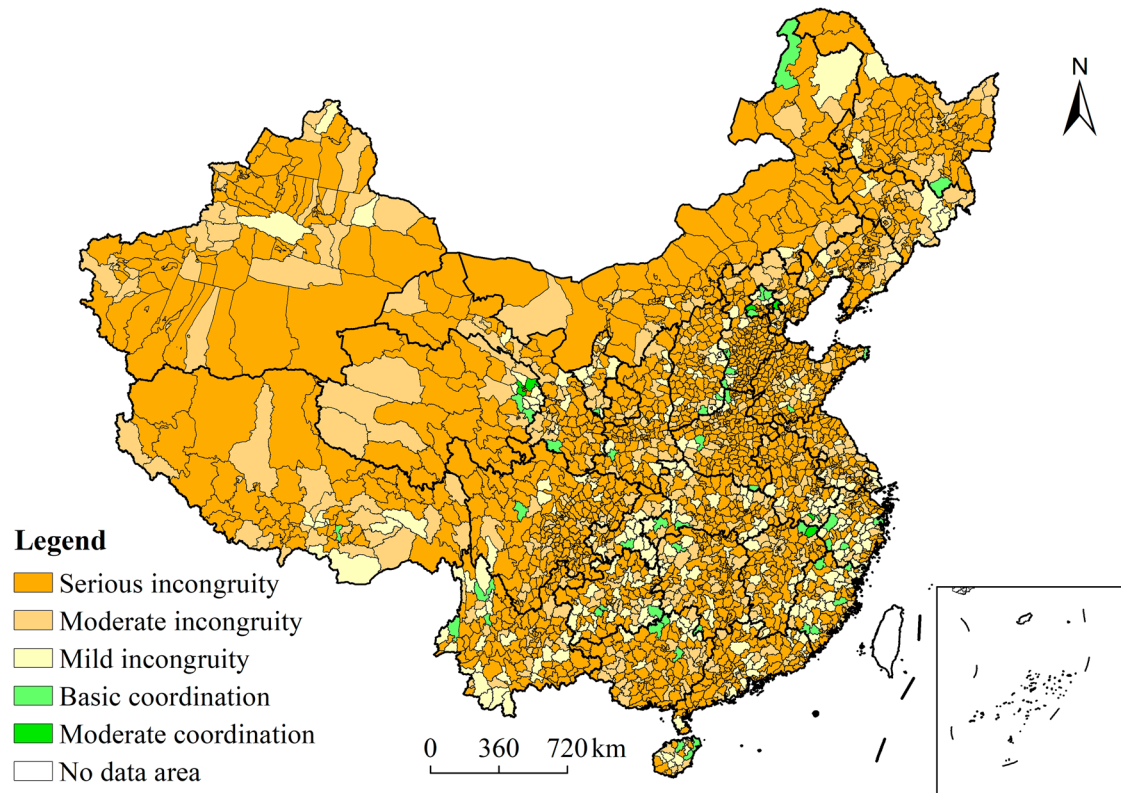 N
Legend
Serious incongruity
Moderate incongruity
Mild incongruity
Basic coordination
Moderate coordination
No data area
0 360 720 km